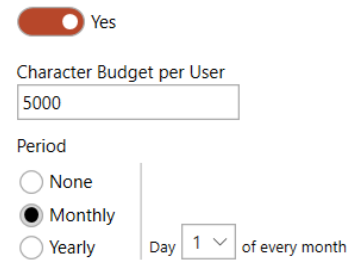 Yes
Character Budget per User
5000
Period
None
Monthly
Yearly
Day 1 of every month